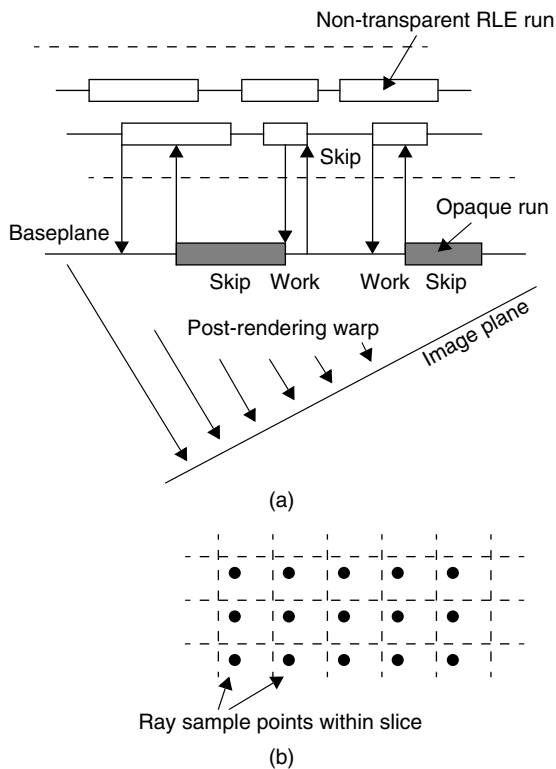 Non-transparent RLE run
Skip
Opaque run
Baseplane
Skip Work Work Skip
Post-rendering warp
Image plane
(a)
Ray sample points within slice
(b)